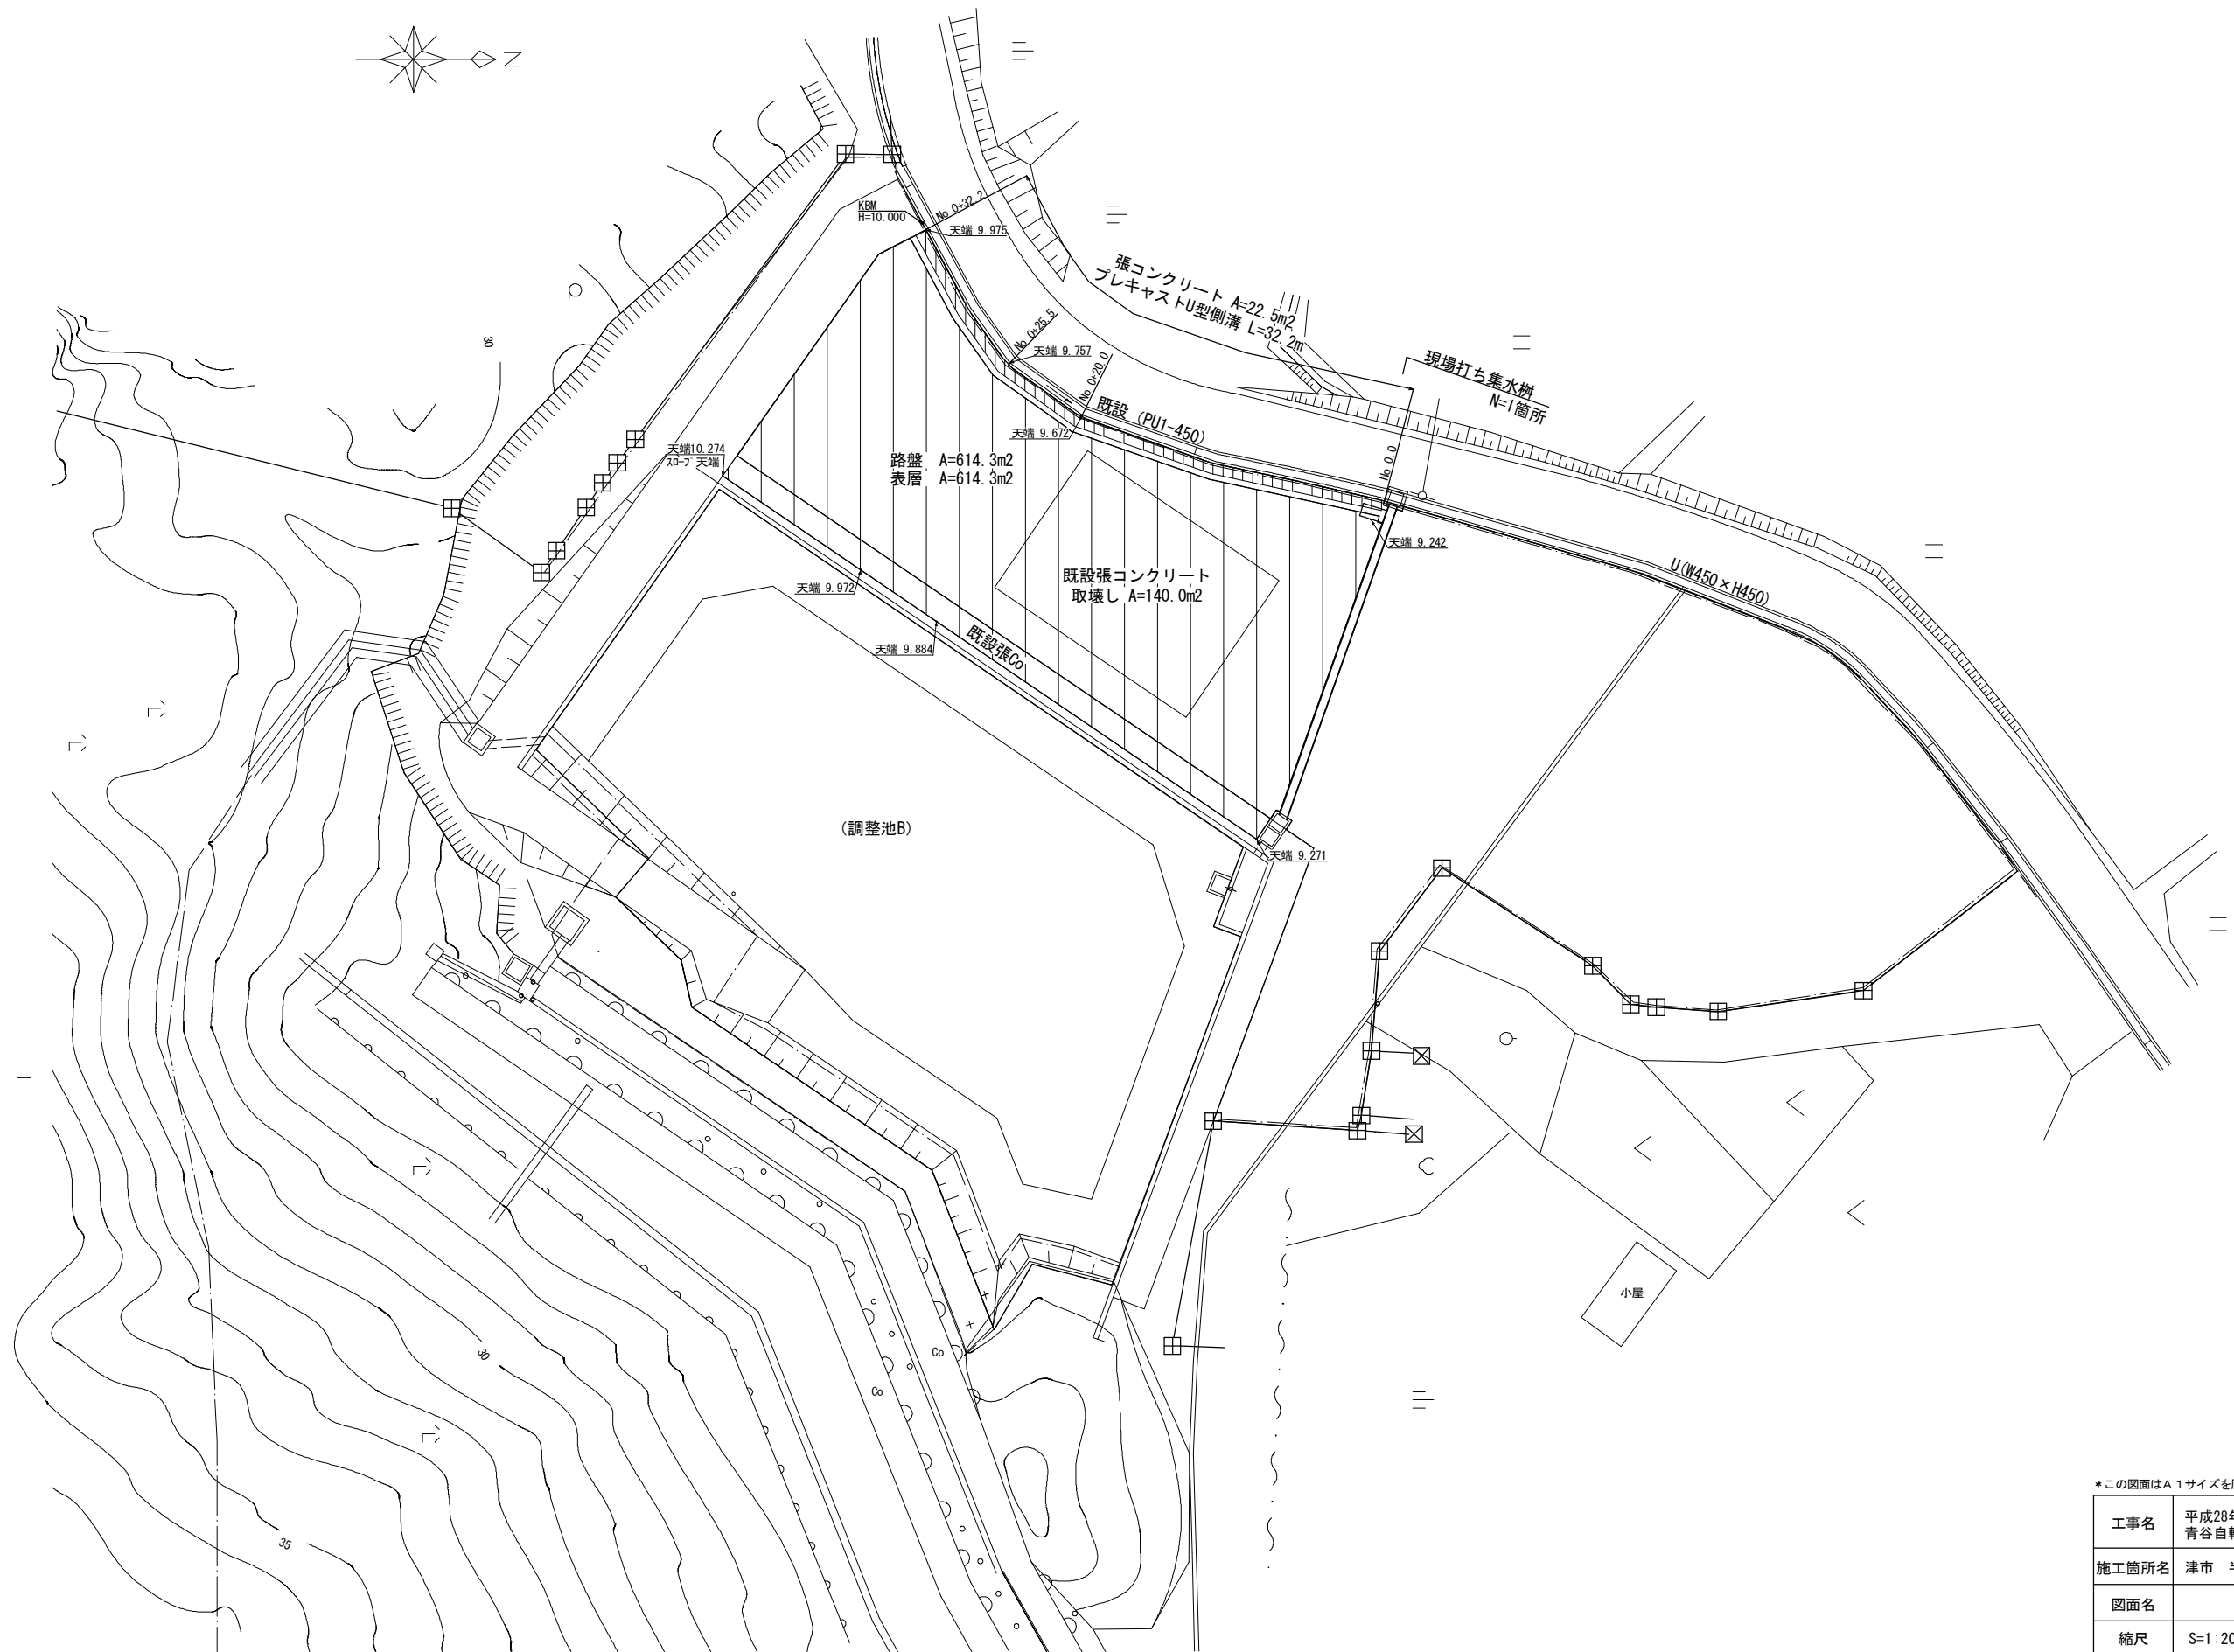 N
KBM
H=10.000
No 0+32.2
天端 9.975
張コンクリート A=22.5m2
プレキャストU型側溝 L=32.2m
No 0+25.5
天端 9.757
No 0+20.0
現場打ち集水桝
N=1箇所
30
既設 (PU1-450)
天端 9.672
天端10.274
スロープ 天端
路盤 A=614.3m2
表層 A=614.3m2
No 0.0
天端 9.242
既設張コンクリート
取壊し A=140.0m2
U(W450×H450)
天端 9.972
天端 9.884
既設張Co
(調整池B)
天端 9.271
小屋
30
Co
Co
35
*この図面はA1サイズを
工事名 平成28
青谷自
施工箇所名 津市
図面名
縮尺 S=1:20